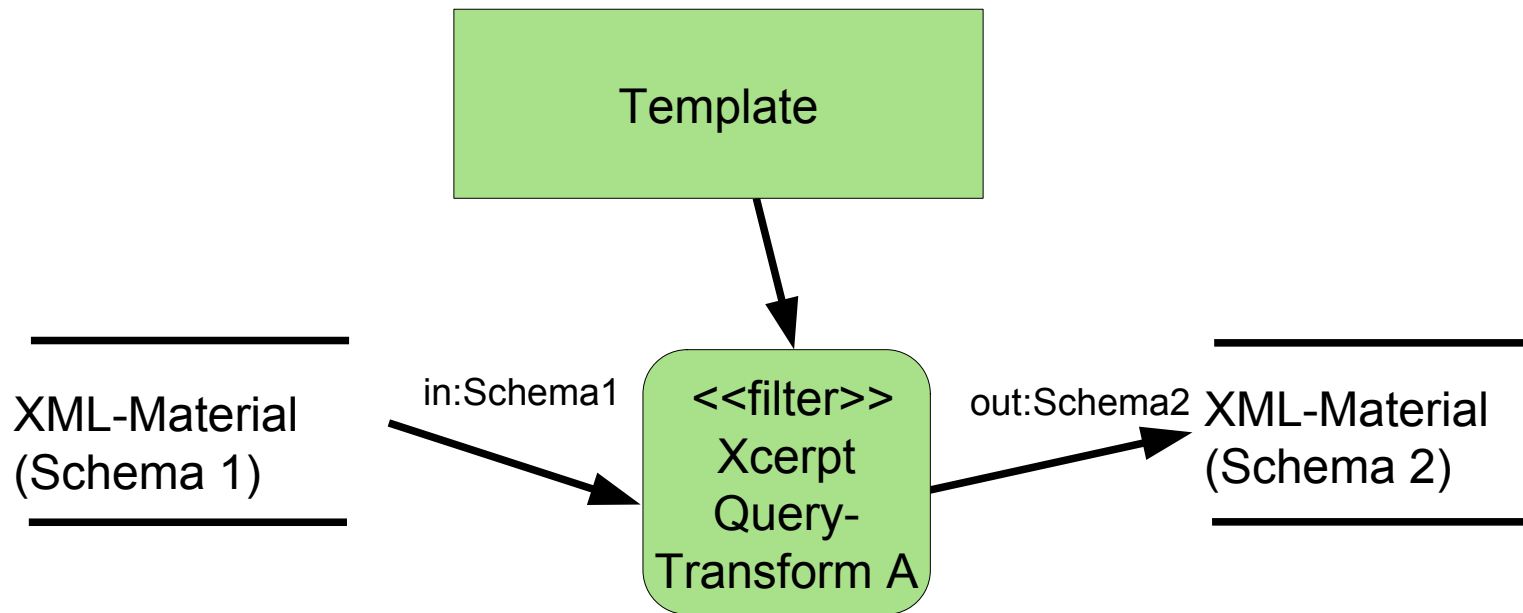 Template
XML-Material
(Schema 1)
in:Schema1
<<filter>>
Xcerpt
Query-
Transform A
out:Schema2
XML-Material
(Schema 2)